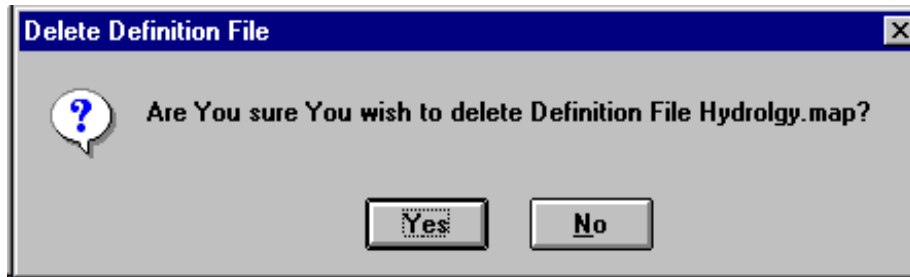 Delete Definition File
Are You sure You wish to delete Definition File Hydrolgy.map?
Yes No